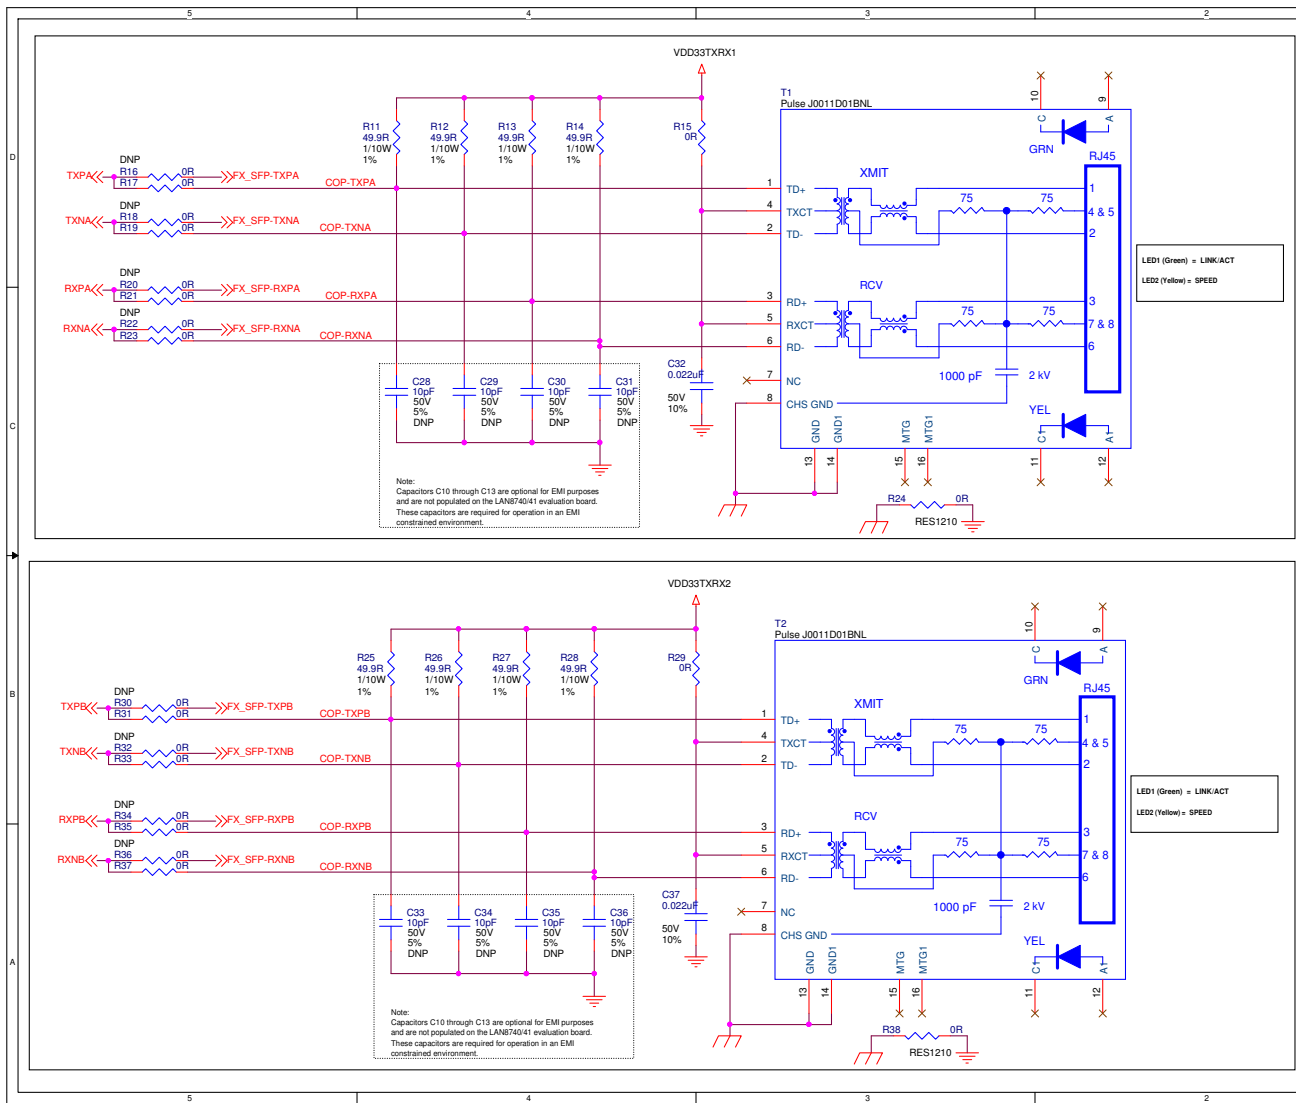 5
4
3
2
D
C
B
A
VDD33TXRX1
R11
49.9R
1/10W
1%
R12
49.9R
1/10W
1%
R13
49.9R
1/10W
1%
R14
49.9R
1/10W
1%
R15
0R
T1
Pulse J0011D01BNL
10
9
C
A
GRN
RJ45
DNP
TXPA
R16
0R
FX_SFP-TXPA
R17
0R
COP-TXPA
DNP
TXNA
R18
0R
FX_SFP-TXNA
R19
0R
COP-TXNA
DNP
RXPA
R20
0R
FX_SFP-RXPA
R21
0R
COP-RXPA
DNP
RXNA
R22
0R
FX_SFP-RXNA
R23
0R
COP-RXNA
1
TD+
4
TXCT
2
TD-
3
RD+
5
RXCT
6
RD-
7
NC
8
CHS GND
XMIT
75
75
1
4 & 5
2
RCV
75
75
3
7 & 8
6
1000 pF
2 kV
YEL
C1
A1
GND
GND1
MTG
MTG1
13
14
15
16
11
12
LED1 (Green) = LINK/ACT
LED2 (Yellow) = SPEED
C28
10pF
50V
5%
DNP
C29
10pF
50V
5%
DNP
C30
10pF
50V
5%
DNP
C31
10pF
50V
5%
DNP
C32
0.022uF
50V
10%
Note:
Capacitors C10 through C13 are optional for EMI purposes
and are not populated on the LAN8740/41 evaluation board.
These capacitors are required for operation in an EMI
constrained environment.
R24
0R
RES1210
VDD33TXRX2
R25
49.9R
1/10W
1%
R26
49.9R
1/10W
1%
R27
49.9R
1/10W
1%
R28
49.9R
1/10W
1%
R29
0R
T2
Pulse J0011D01BNL
10
9
C
A
GRN
RJ45
DNP
TXPB
R30
0R
FX_SFP-TXPB
R31
0R
COP-TXPB
DNP
TXNB
R32
0R
FX_SFP-TXNB
R33
0R
COP-TXNB
DNP
RXPB
R34
0R
FX_SFP-RXPB
R35
0R
COP-RXPB
DNP
RXNB
R36
0R
FX_SFP-RXNB
R37
0R
COP-RXNB
1
TD+
4
TXCT
2
TD-
3
RD+
5
RXCT
6
RD-
7
NC
8
CHS GND
XMIT
75
75
1
4 & 5
2
RCV
75
75
3
7 & 8
6
1000 pF
2 kV
YEL
C1
A1
GND
GND1
MTG
MTG1
13
14
15
16
11
12
LED1 (Green) = LINK/ACT
LED2 (Yellow) = SPEED
C33
10pF
50V
5%
DNP
C34
10pF
50V
5%
DNP
C35
10pF
50V
5%
DNP
C36
10pF
50V
5%
DNP
C37
0.022uF
50V
10%
Note:
Capacitors C10 through C13 are optional for EMI purposes
and are not populated on the LAN8740/41 evaluation board.
These capacitors are required for operation in an EMI
constrained environment.
R38
0R
RES1210
5
4
3
2